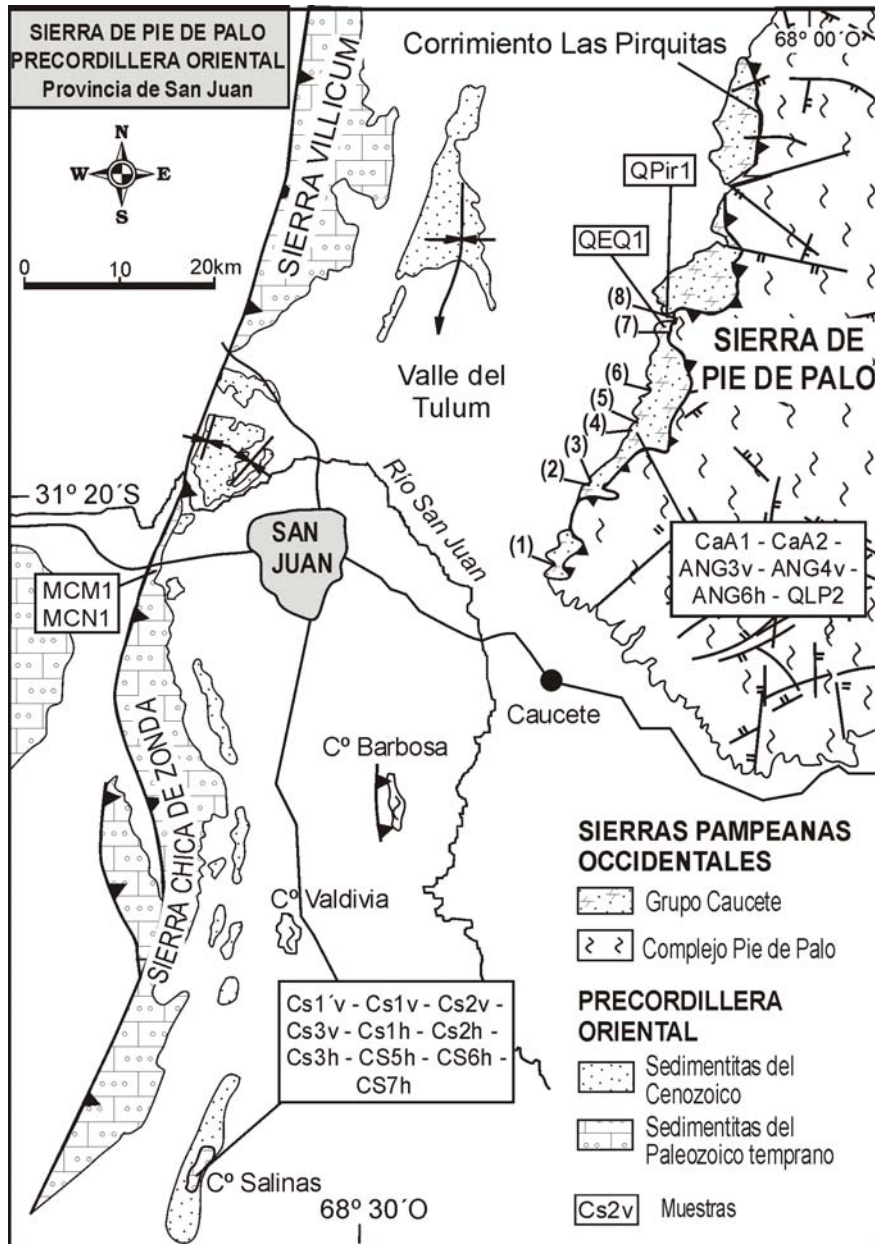 SIERRA DE PIE DE PALO
PRECORDILLERA ORIENTAL
Provincia de San Juan
N
W
E
S
0
10
20km
SIERRA VILLICUM
Corrimiento Las Pirquitas
68º 00´O
QPir1
QEQ1
(8)
(7)
(6)
(5)
(4)
(3)
(2)
(1)
SIERRA DE
PIE DE PALO
Valle del
Tulum
31º 20´S
Río San Juan
SAN
JUAN
MCM1
MCN1
CaA1 - CaA2 -
ANG3v - ANG4v -
ANG6h - QLP2
Caucete
Cº Barbosa
SIERRA CHICA DE ZONDA
Cº Valdivia
Cs1´v - Cs1v - Cs2v -
Cs3v - Cs1h - Cs2h -
Cs3h - CS5h - CS6h -
CS7h
Cº Salinas
68º 30´O
SIERRAS PAMPEANAS
OCCIDENTALES
Grupo Caucete
Complejo Pie de Palo
PRECORDILLERA
ORIENTAL
Sedimentitas del
Cenozoico
Sedimentitas del
Paleozoico temprano
Cs2v
Muestras